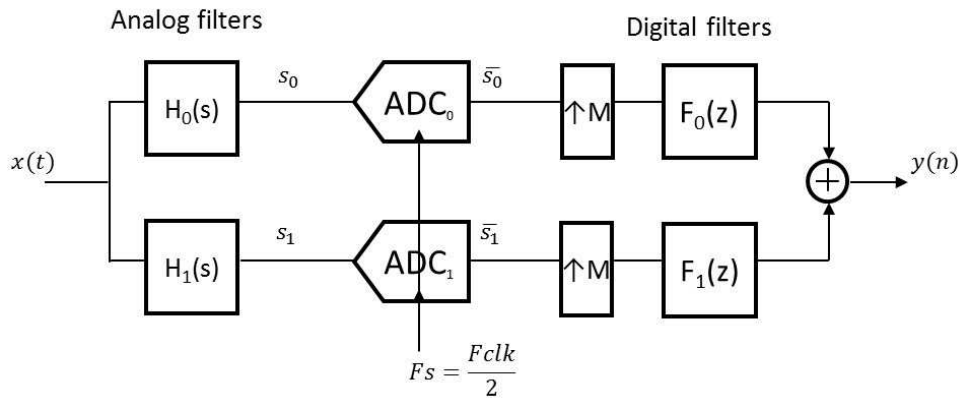 Analog filters
Digital filters
H₀(s)
s₀
ADC₀
s̄₀
↑M
F₀(z)
x(t)
+
y(n)
H₁(s)
s₁
ADC₁
s̄₁
↑M
F₁(z)
Fs = Fclk/2